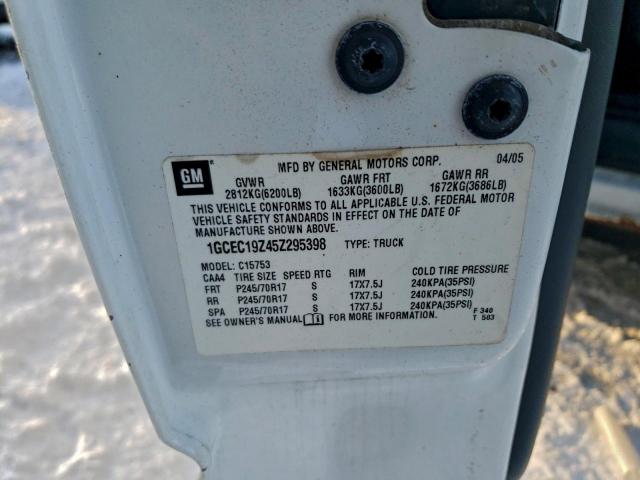 GM
MFD BY GENERAL MOTORS CORP. 04/05
GVWR GAWR FRT GAWR RR
2812KG(6200LB) 1633KG(3600LB) 1672KG(3686LB)
THIS VEHICLE CONFORMS TO ALL APPLICABLE U.S. FEDERAL MOTOR
VEHICLE SAFETY STANDARDS IN EFFECT ON THE DATE OF
MANUFACTURE SHOWN ABOVE.
1GCEC19Z45Z295398 TYPE: TRUCK
MODEL: C15753
CAA4 TIRE SIZE SPEED RTG RIM COLD TIRE PRESSURE
FRT P245/70R17 S 17X7.5J 240KPA(35PSI)
RR P245/70R17 S 17X7.5J 240KPA(35PSI)
SPA P245/70R17 S 17X7.5J 240KPA(35PSI)
SEE OWNER'S MANUAL FOR MORE INFORMATION. F 340
T 503